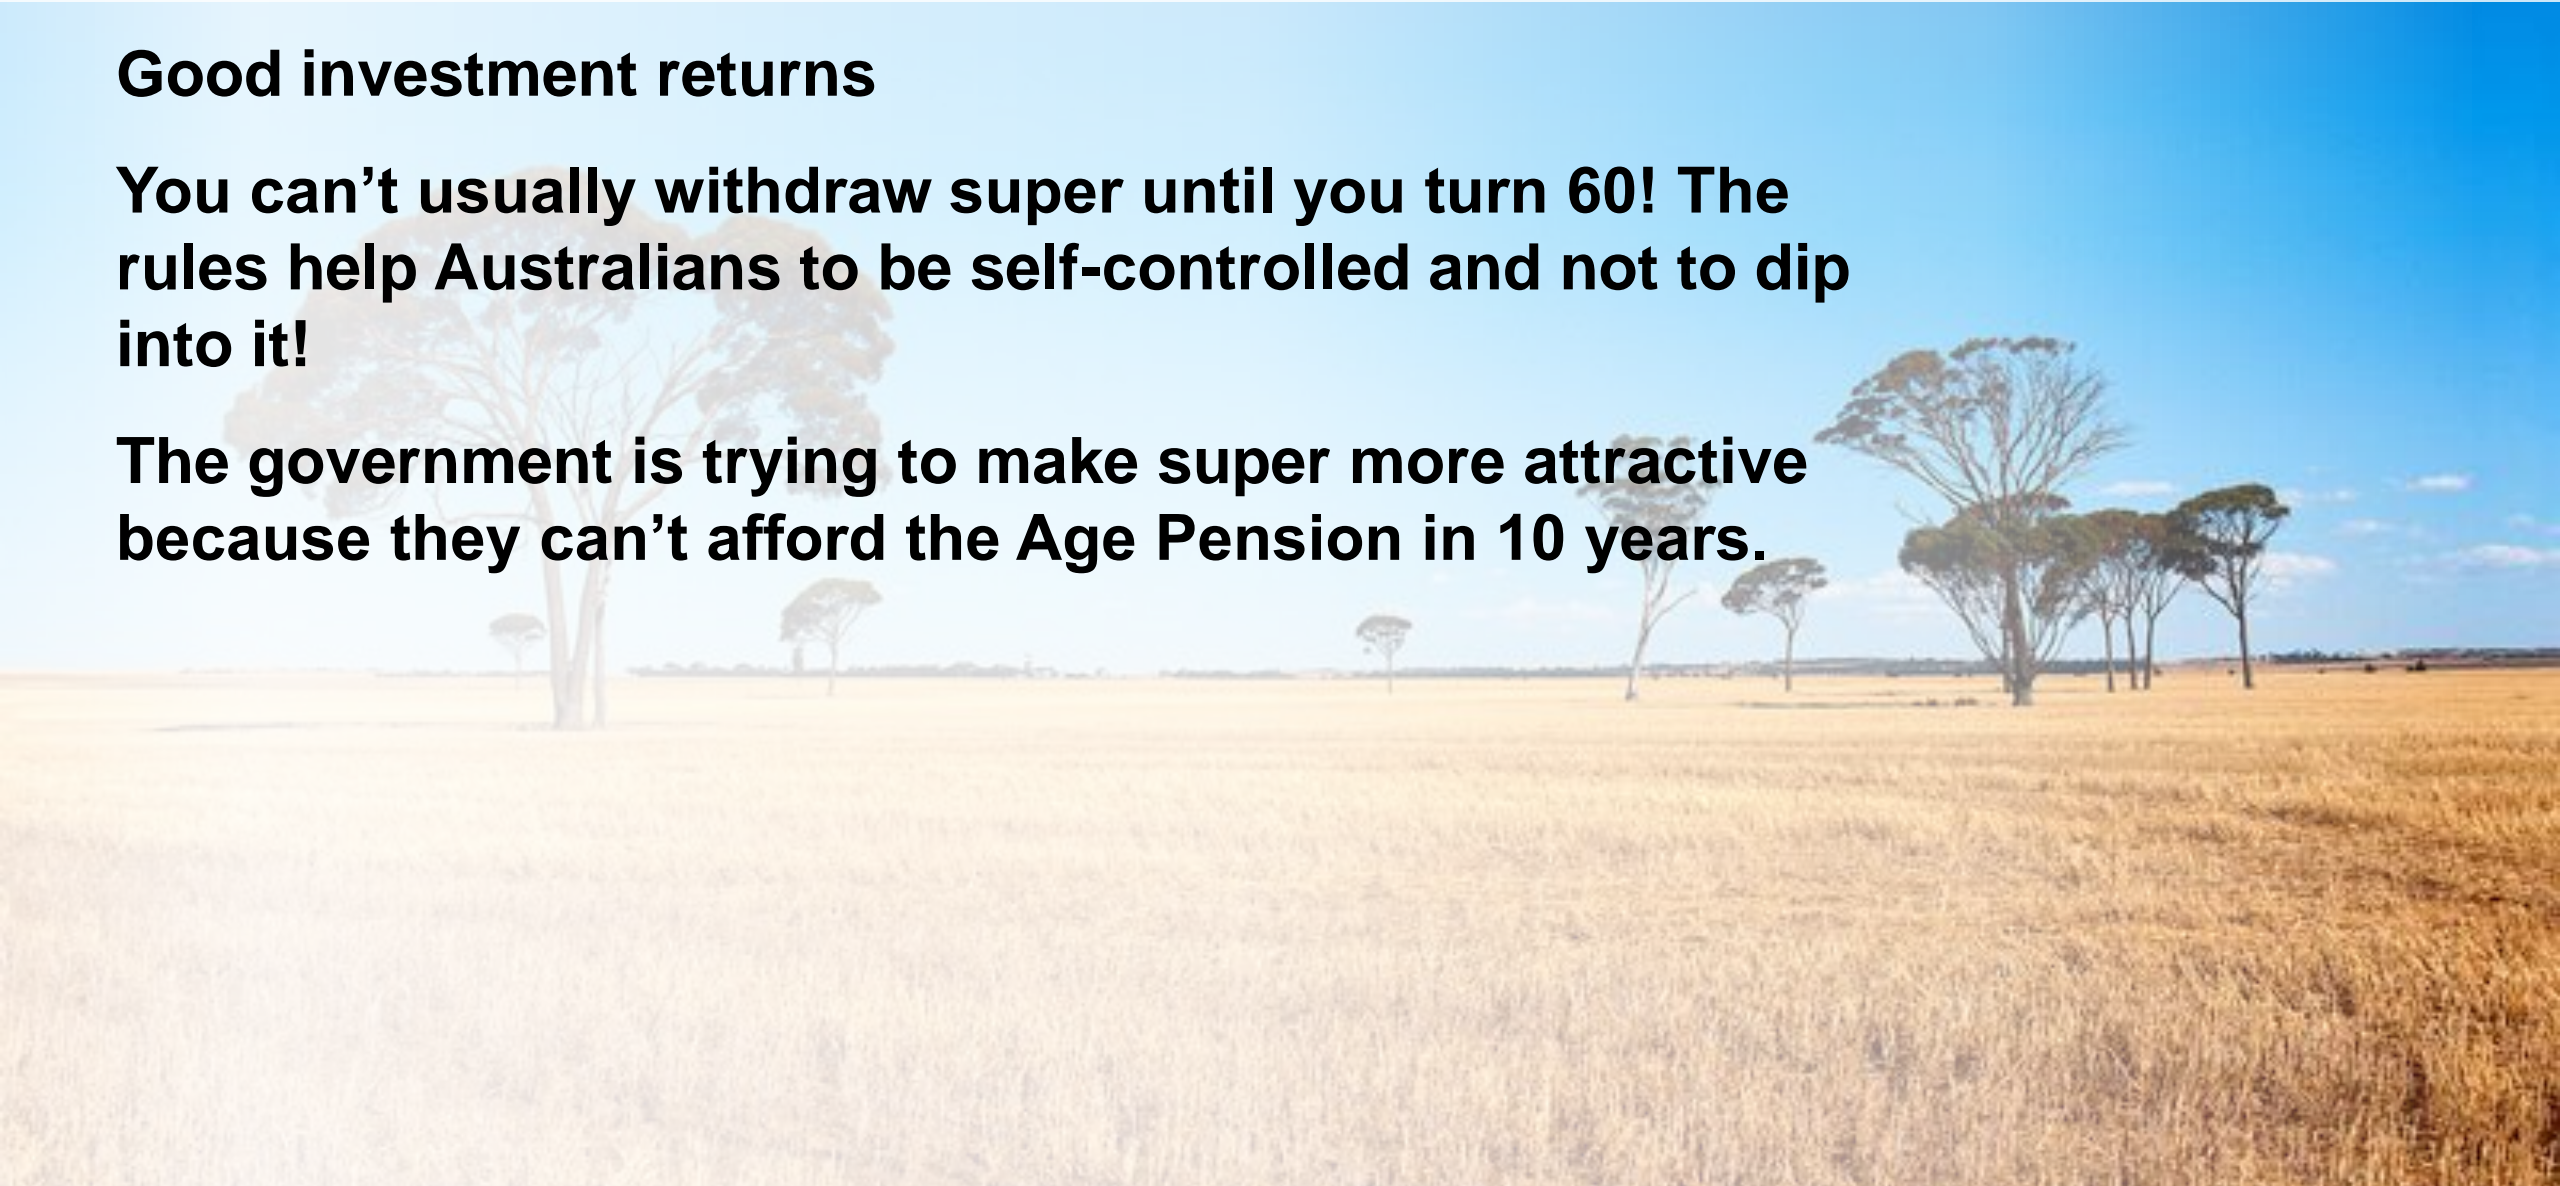 Good investment returns
You can’t usually withdraw super until you turn 60! The
rules help Australians to be self-controlled and not to dip
into it!
The government is trying to make super more attractive
because they can’t afford the Age Pension in 10 years.